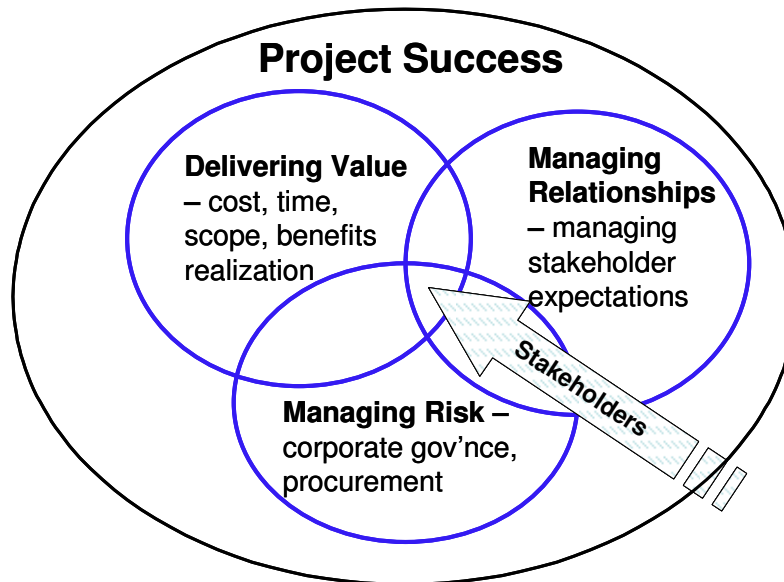 Project Success
Delivering Value
– cost, time,
scope, benefits
realization
Managing
Relationships
– managing
stakeholder
expectations
Stakeholders
Managing Risk –
corporate gov'nce,
procurement